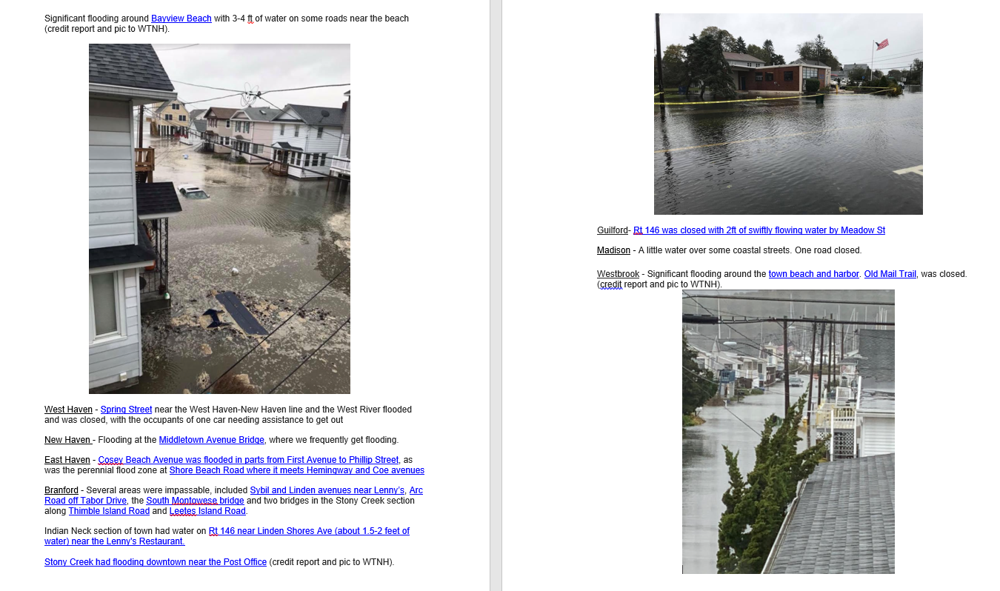 Significant flooding around Bayview Beach with 3-4 ft of water on some roads near the beach
(credit report and pic to WTNH).
West Haven - Spring Street near the West Haven-New Haven line and the West River flooded
and was closed, with the occupants of one car needing assistance to get out
New Haven - Flooding at the Middletown Avenue Bridge, where we frequently get flooding.
East Haven - Cosey Beach Avenue was flooded in parts from First Avenue to Phillip Street, as
was the perennial flood zone at Shore Beach Road where it meets Hemingway and Coe avenues
Branford - Several areas were impassable, included Sybil and Linden avenues near Lenny's, Arc
Road off Tabor Drive, the South Montowese bridge and two bridges in the Stony Creek section
along Thimble Island Road and Leetes Island Road.
Indian Neck section of town had water on Rt 146 near Linden Shores Ave (about 1.5-2 feet of
water) near the Lenny's Restaurant.
Stony Creek had flooding downtown near the Post Office (credit report and pic to WTNH).
Guilford- Rt 146 was closed with 2ft of swiftly flowing water by Meadow St
Madison - A little water over some coastal streets. One road closed.
Westbrook - Significant flooding around the town beach and harbor. Old Mail Trail, was closed.
(credit report and pic to WTNH).